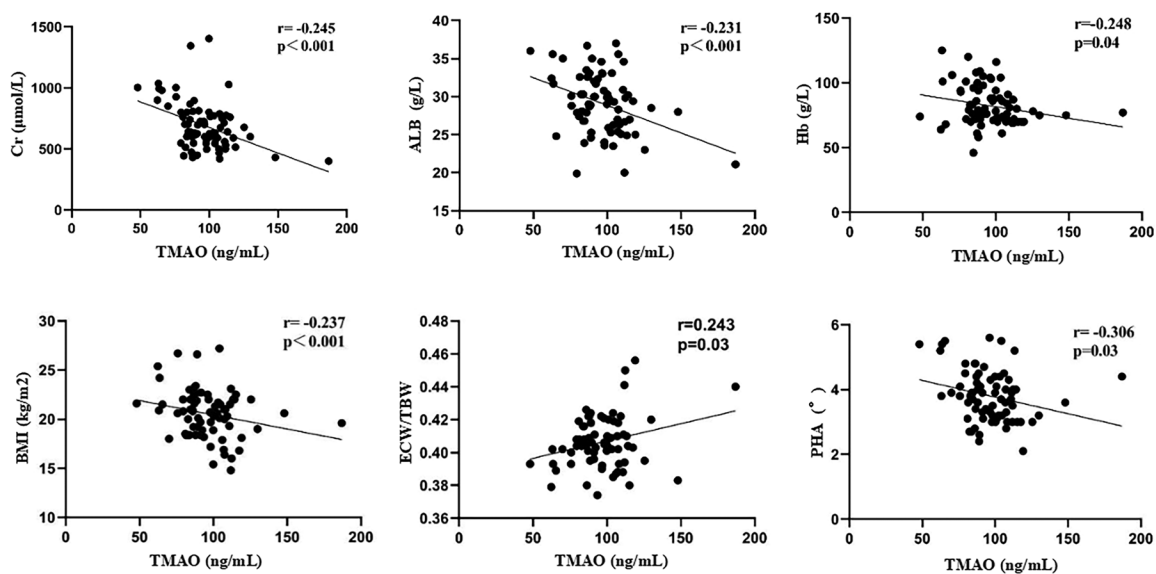 r= -0.245
p＜0.001
Cr (μmol/L)
1500
1000
500
0
0 50 100 150 200
TMAO (ng/mL)
r= -0.231
p＜0.001
ALB (g/L)
40
35
30
25
20
15
0 50 100 150 200
TMAO (ng/mL)
r=-0.248
p=0.04
Hb (g/L)
150
100
50
0
0 50 100 150 200
TMAO (ng/mL)
r= -0.237
p＜0.001
BMI (kg/m2)
30
25
20
15
10
0 50 100 150 200
TMAO (ng/mL)
r=0.243
p=0.03
ECW/TBW
0.48
0.46
0.44
0.42
0.40
0.38
0.36
0 50 100 150 200
TMAO (ng/mL)
r= -0.306
p=0.03
PHA (°)
6
4
2
0
0 50 100 150 200
TMAO (ng/mL)